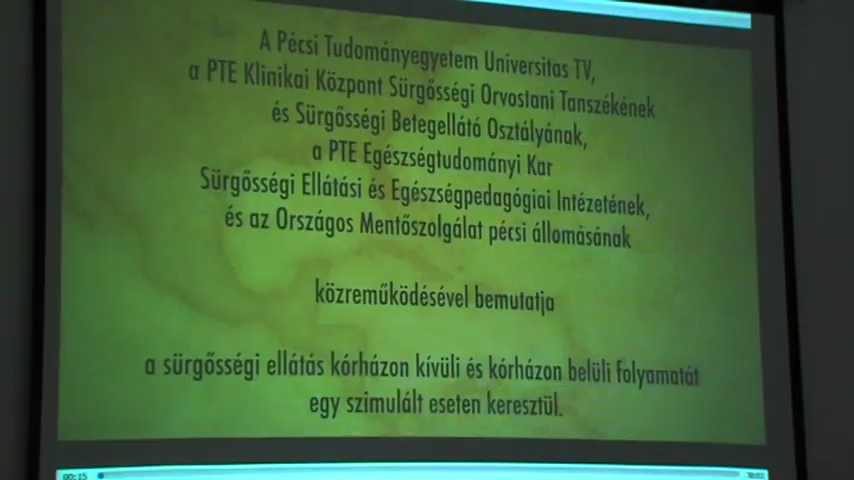 A Pécsi Tudományegyetem Universitas TV,
a PTE Klinikai Központ Sürgősségi Orvostani Tanszékének
és Sürgősségi Betegellátó Osztályának,
a PTE Egészségtudományi Kar
Sürgősségi Ellátási és Egészségpedagógiai Intézetének,
és az Országos Mentőszolgálat pécsi állomásának
közreműködésével bemutatja
a sürgősségi ellátás kórházon kívüli és kórházon belüli folyamatát
egy szimulált eseten keresztül.
00:15